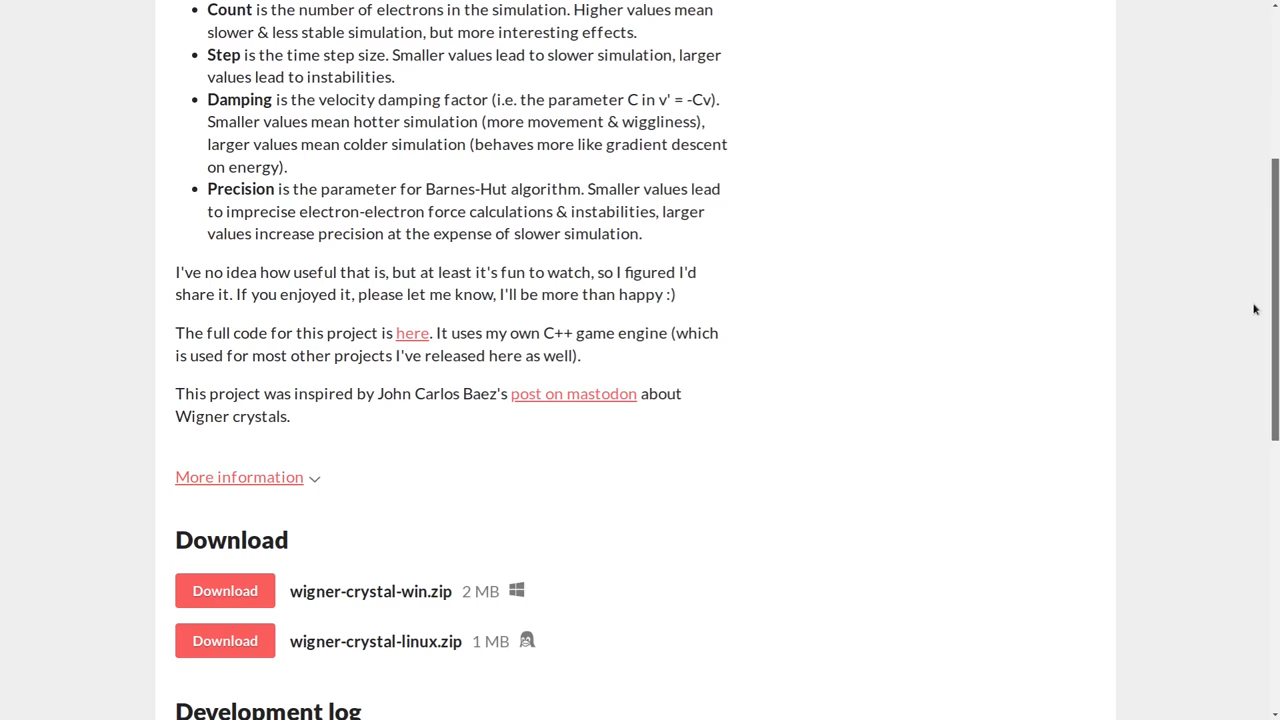 Count is the number of electrons in the simulation. Higher values mean
slower & less stable simulation, but more interesting effects.
Step is the time step size. Smaller values lead to slower simulation, larger
values lead to instabilities.
Damping is the velocity damping factor (i.e. the parameter C in v' = -Cv).
Smaller values mean hotter simulation (more movement & wiggliness),
larger values mean colder simulation (behaves more like gradient descent
on energy).
Precision is the parameter for Barnes-Hut algorithm. Smaller values lead
to imprecise electron-electron force calculations & instabilities, larger
values increase precision at the expense of slower simulation.
I've no idea how useful that is, but at least it's fun to watch, so I figured I'd
share it. If you enjoyed it, please let me know, I'll be more than happy :)
The full code for this project is here. It uses my own C++ game engine (which
is used for most other projects I've released here as well).
This project was inspired by John Carlos Baez's post on mastodon about
Wigner crystals.
More information
Download
Download wigner-crystal-win.zip 2 MB
Download wigner-crystal-linux.zip 1 MB
Development log